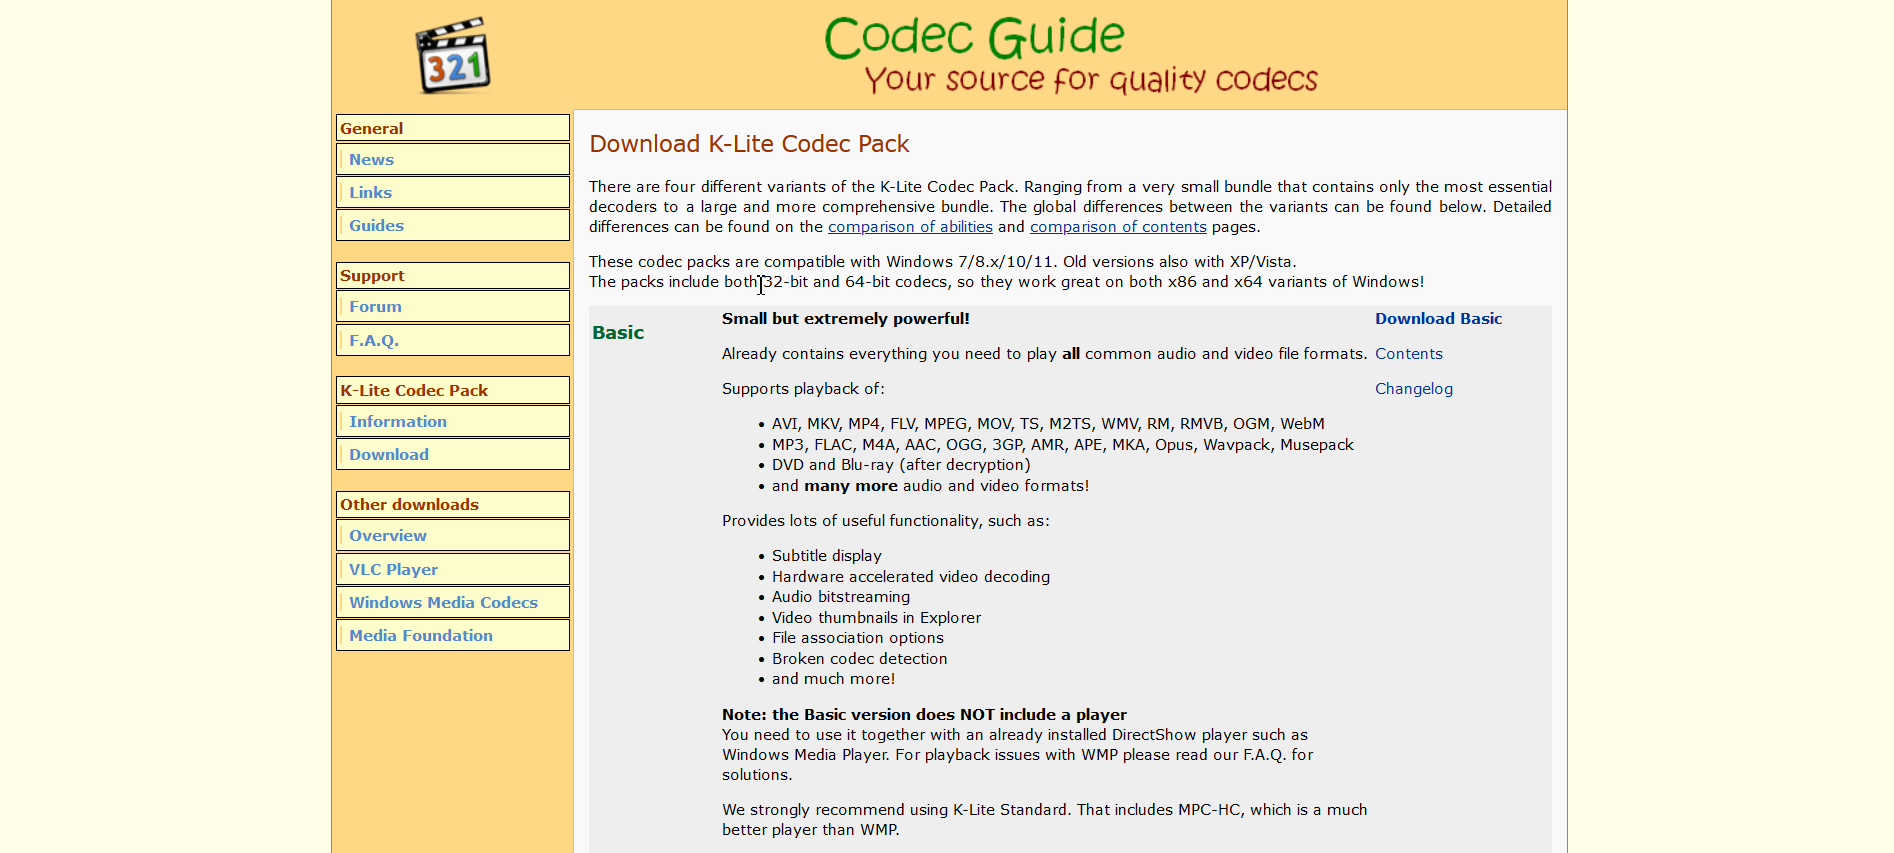 321
Codec Guide
Your source for quality codecs
General
News
Links
Guides
Support
Forum
F.A.Q.
K-Lite Codec Pack
Information
Download
Other downloads
Overview
VLC Player
Windows Media Codecs
Media Foundation
Download K-Lite Codec Pack
There are four different variants of the K-Lite Codec Pack. Ranging from a very small bundle that contains only the most essential
decoders to a large and more comprehensive bundle. The global differences between the variants can be found below. Detailed
differences can be found on the comparison of abilities and comparison of contents pages.
These codec packs are compatible with Windows 7/8.x/10/11. Old versions also with XP/Vista.
The packs include both 32-bit and 64-bit codecs, so they work great on both x86 and x64 variants of Windows!
Basic
Small but extremely powerful!
Already contains everything you need to play all common audio and video file formats.
Supports playback of:
• AVI, MKV, MP4, FLV, MPEG, MOV, TS, M2TS, WMV, RM, RMVB, OGM, WebM
• MP3, FLAC, M4A, AAC, OGG, 3GP, AMR, APE, MKA, Opus, Wavpack, Musepack
• DVD and Blu-ray (after decryption)
• and many more audio and video formats!
Provides lots of useful functionality, such as:
• Subtitle display
• Hardware accelerated video decoding
• Audio bitstreaming
• Video thumbnails in Explorer
• File association options
• Broken codec detection
• and much more!
Note: the Basic version does NOT include a player
You need to use it together with an already installed DirectShow player such as
Windows Media Player. For playback issues with WMP please read our F.A.Q. for
solutions.
We strongly recommend using K-Lite Standard. That includes MPC-HC, which is a much
better player than WMP.
Download Basic
Contents
Changelog